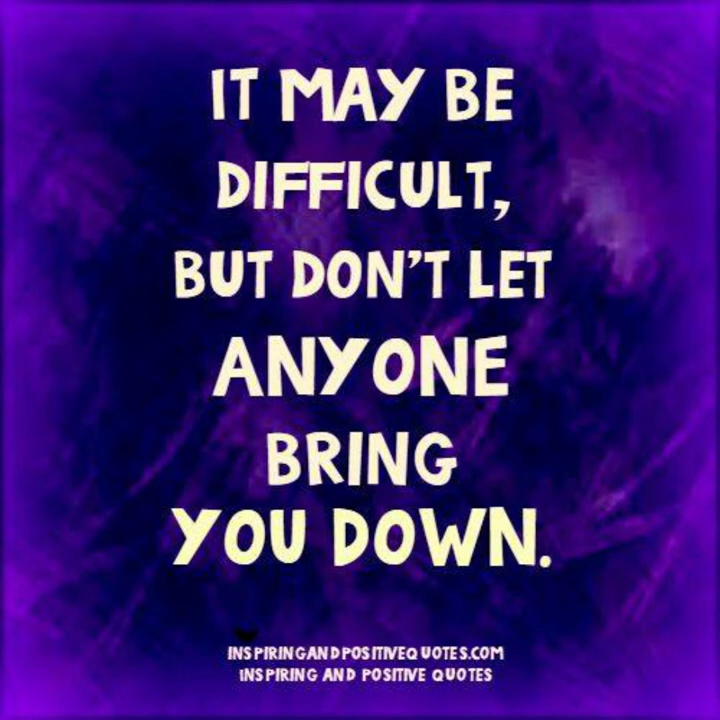 IT MAY BE
DIFFICULT,
BUT DON'T LET
ANYONE
BRING
YOU DOWN.
INSPIRINGANDPOSITIVEQUOTES.COM
INSPIRING AND POSITIVE QUOTES